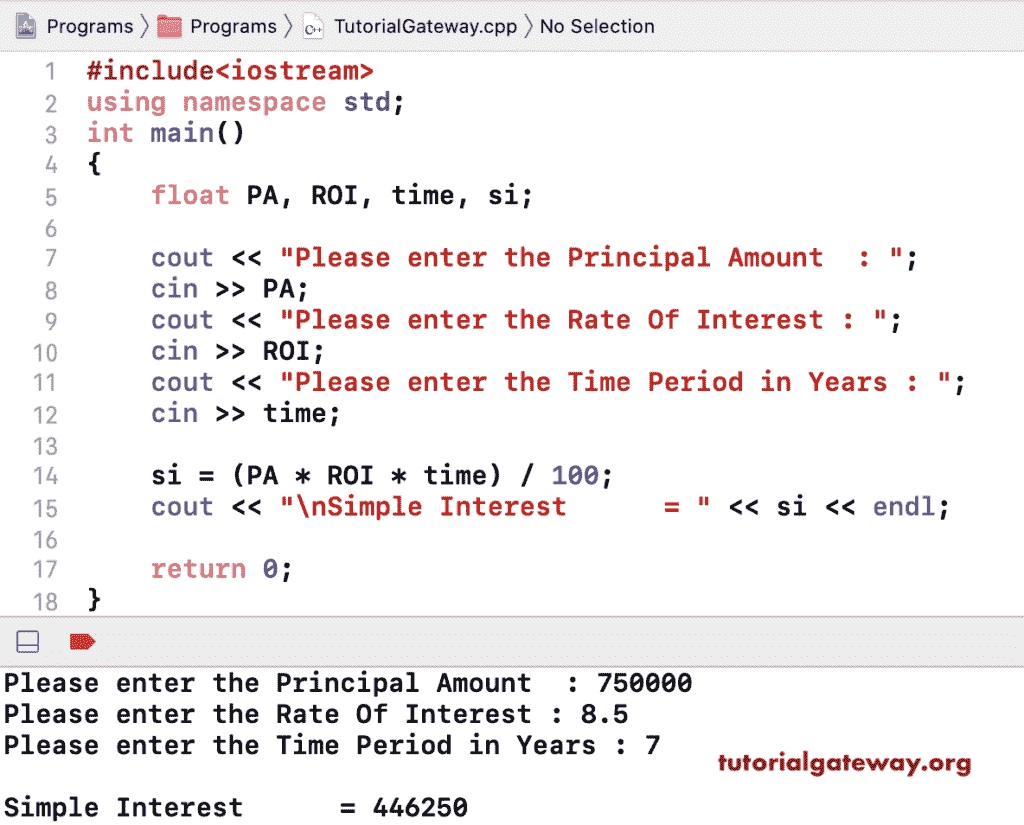 Programs Programs C++ TutorialGateway.cpp No Selection
1 #include<iostream>
2 using namespace std;
3 int main()
4 {
5     float PA, ROI, time, si;
6
7     cout << "Please enter the Principal Amount  : ";
8     cin >> PA;
9     cout << "Please enter the Rate Of Interest : ";
10     cin >> ROI;
11     cout << "Please enter the Time Period in Years : ";
12     cin >> time;
13
14     si = (PA * ROI * time) / 100;
15     cout << "\nSimple Interest      = " << si << endl;
16
17     return 0;
18 }
Please enter the Principal Amount  : 750000
Please enter the Rate Of Interest : 8.5
Please enter the Time Period in Years : 7
tutorialgateway.org
Simple Interest      = 446250